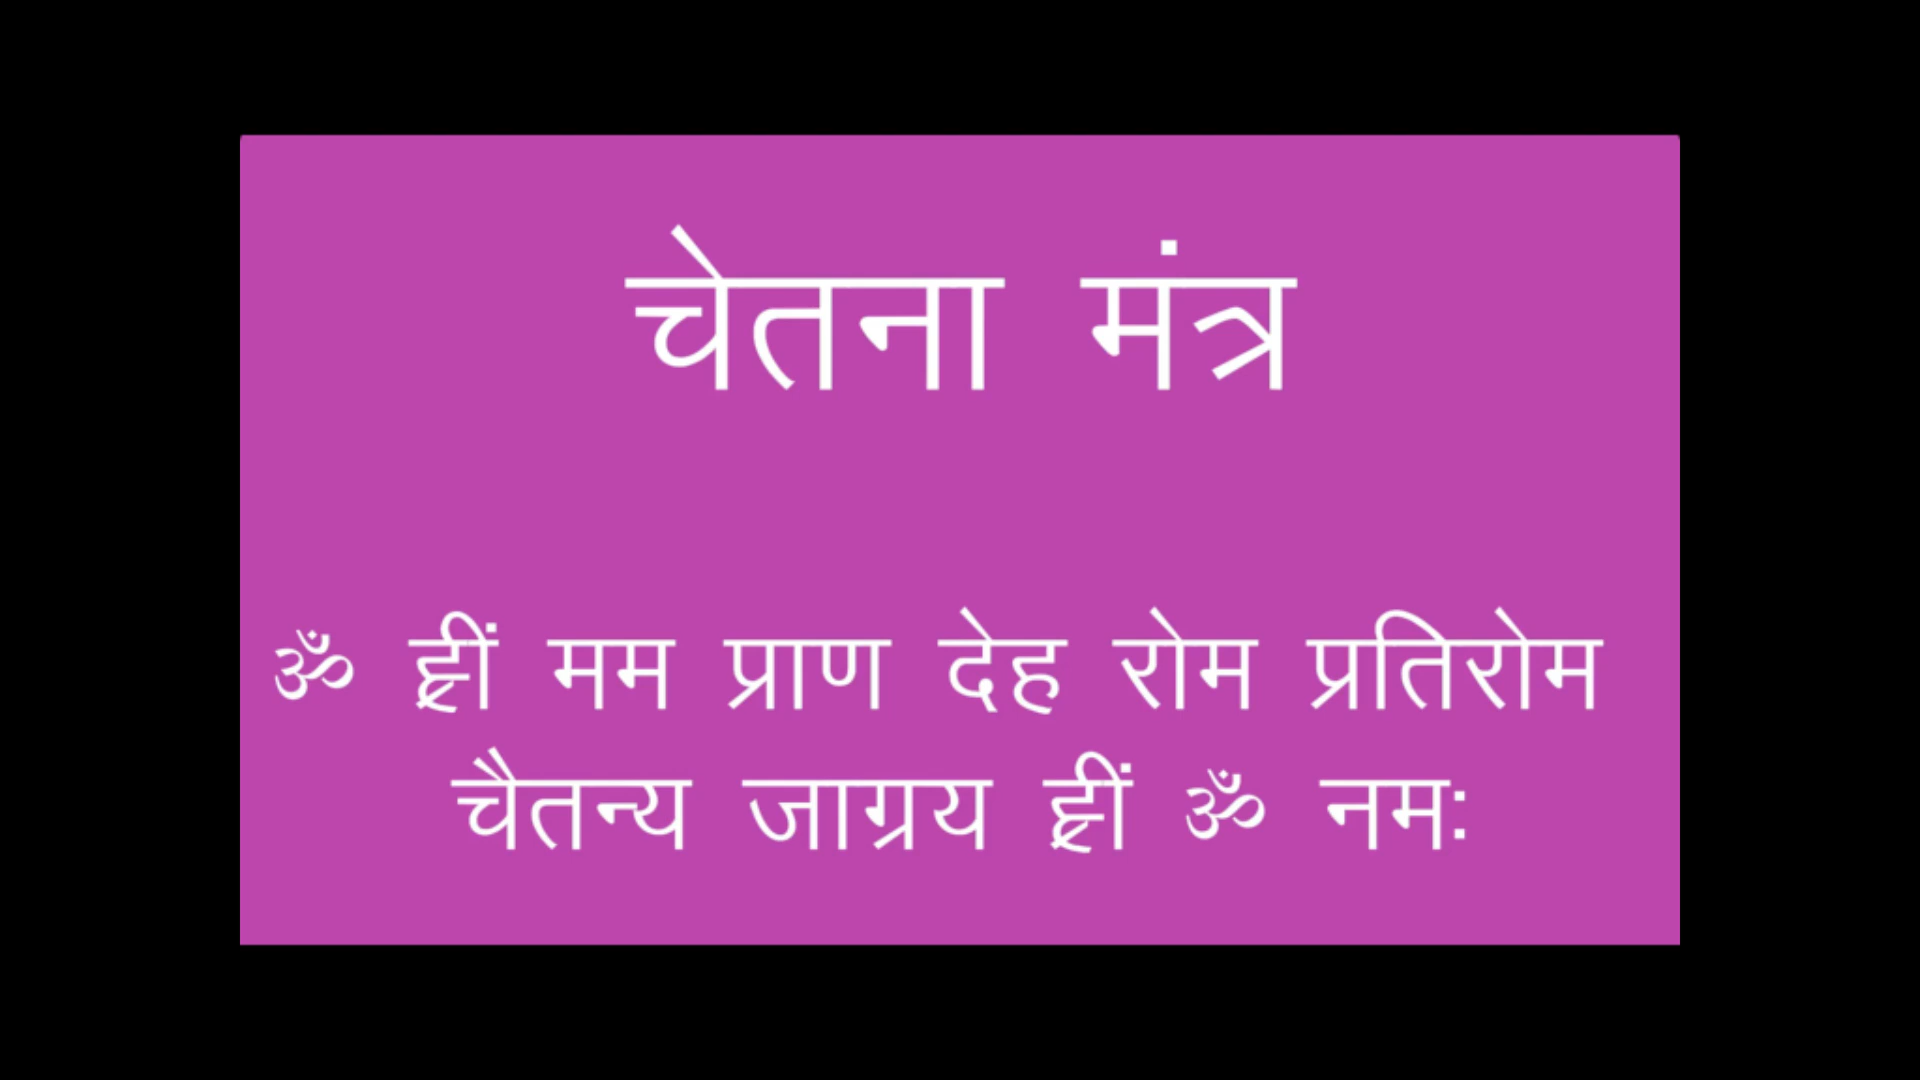 चेतना मंत्र
ॐ ह्रीं मम प्राण देह रोम प्रतिरोम
चैतन्य जाग्रय ह्रीं ॐ नम: